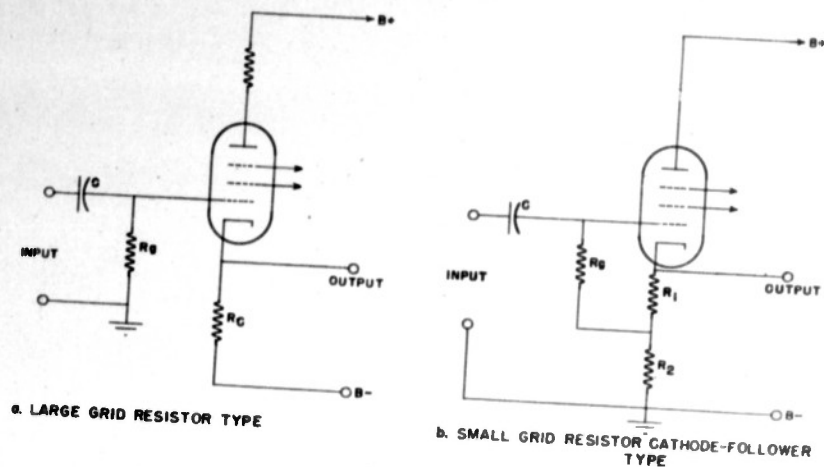 B+
C
Rg
INPUT
OUTPUT
RC
B-
a. LARGE GRID RESISTOR TYPE
B+
C
RG
INPUT
R1
OUTPUT
R2
B-
b. SMALL GRID RESISTOR CATHODE-FOLLOWER
TYPE